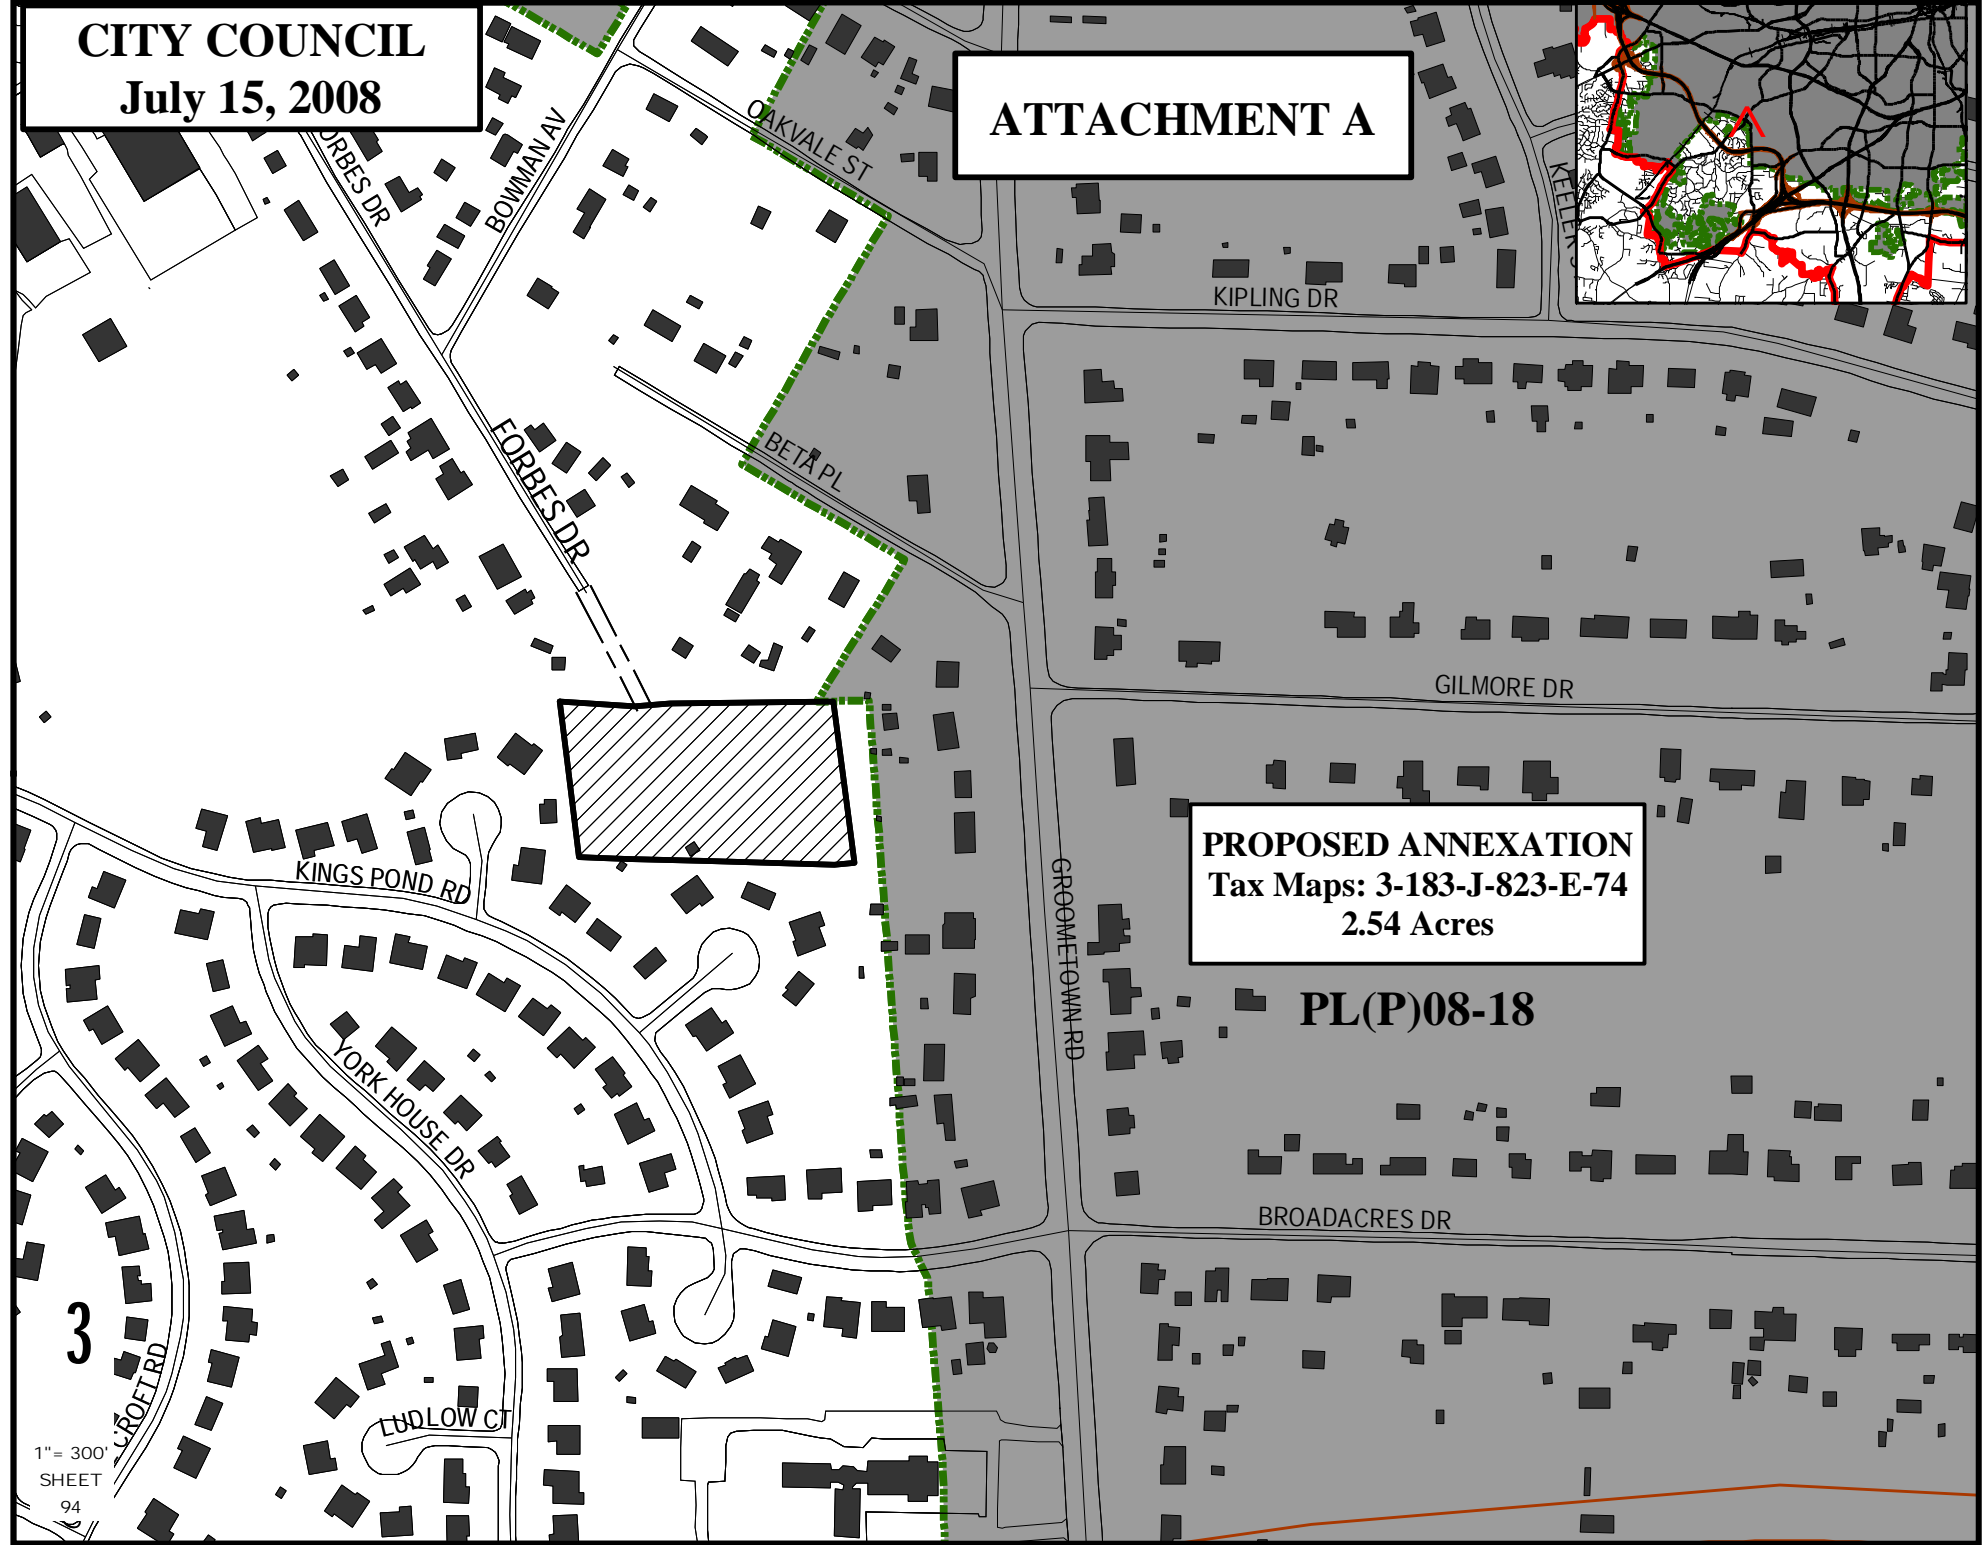 CITY COUNCIL
July 15, 2008
ATTACHMENT A
FORBES DR
BOWMAN AV
OAKVALE ST
KIPLING DR
FORBES DR
BETA PL
GILMORE DR
PROPOSED ANNEXATION
Tax Maps: 3-183-J-823-E-74
2.54 Acres
KINGS POND RD
GROOMETOWN RD
PL(P)08-18
YORK HOUSE DR
BROADACRES DR
3
CROFT RD
LUDLOW CT
1"= 300'
SHEET
94